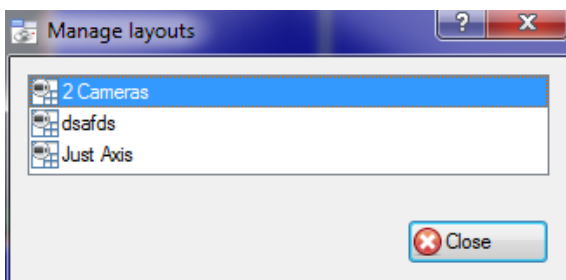 Manage layouts
?
X
2 Cameras
dsafds
Just Axis
Close